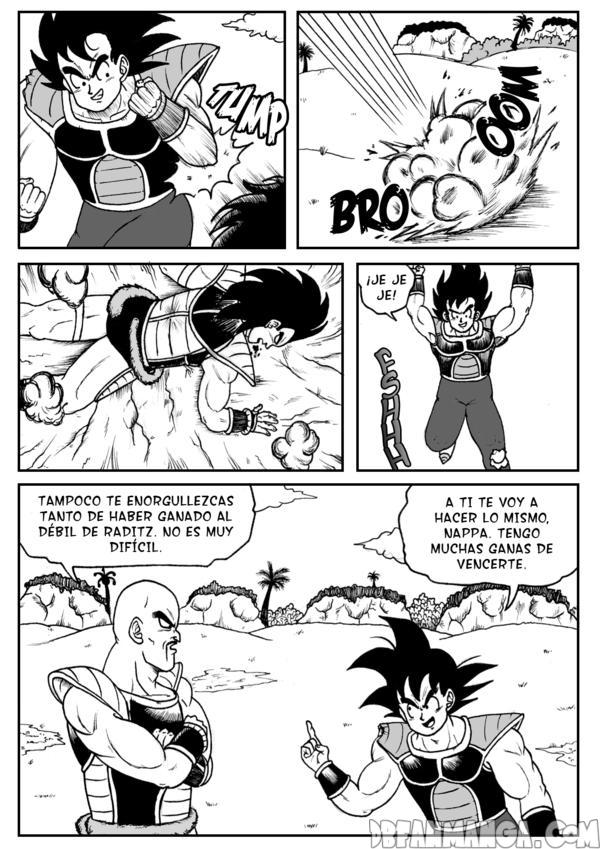 TUMP
BROOOM
¡JE JE
JE!
FSHHH
TAMPOCO TE ENORGULLEZCAS
TANTO DE HABER GANADO AL
DÉBIL DE RADITZ. NO ES MUY
DIFÍCIL.
A TI TE VOY A
HACER LO MISMO,
NAPPA. TENGO
MUCHAS GANAS DE
VENCERTE.
DBFANMANGA.COM